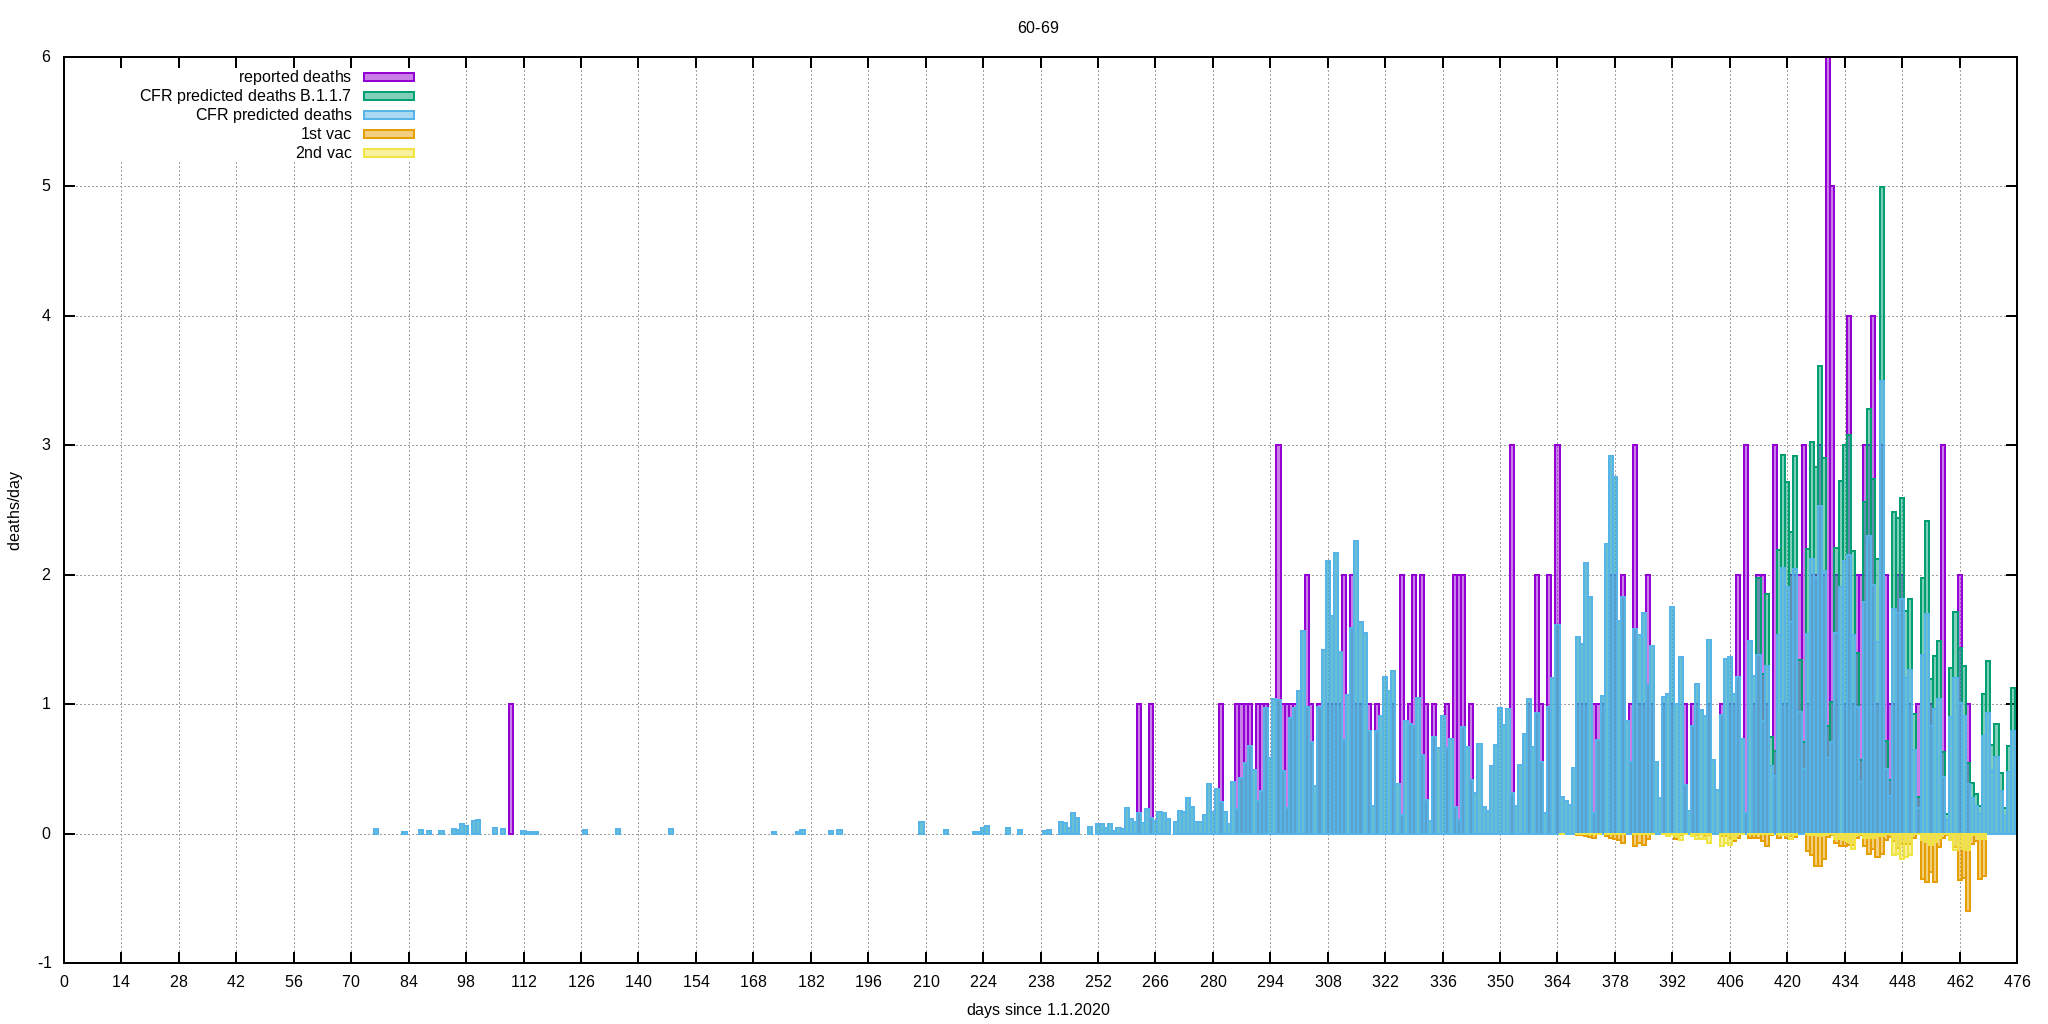 60-69
reported deaths
CFR predicted deaths B.1.1.7
CFR predicted deaths
1st vac
2nd vac
6
5
4
3
2
1
0
-1
deaths/day
0 14 28 42 56 70 84 98 112 126 140 154 168 182 196 210 224 238 252 266 280 294 308 322 336 350 364 378 392 406 420 434 448 462 476
days since 1.1.2020